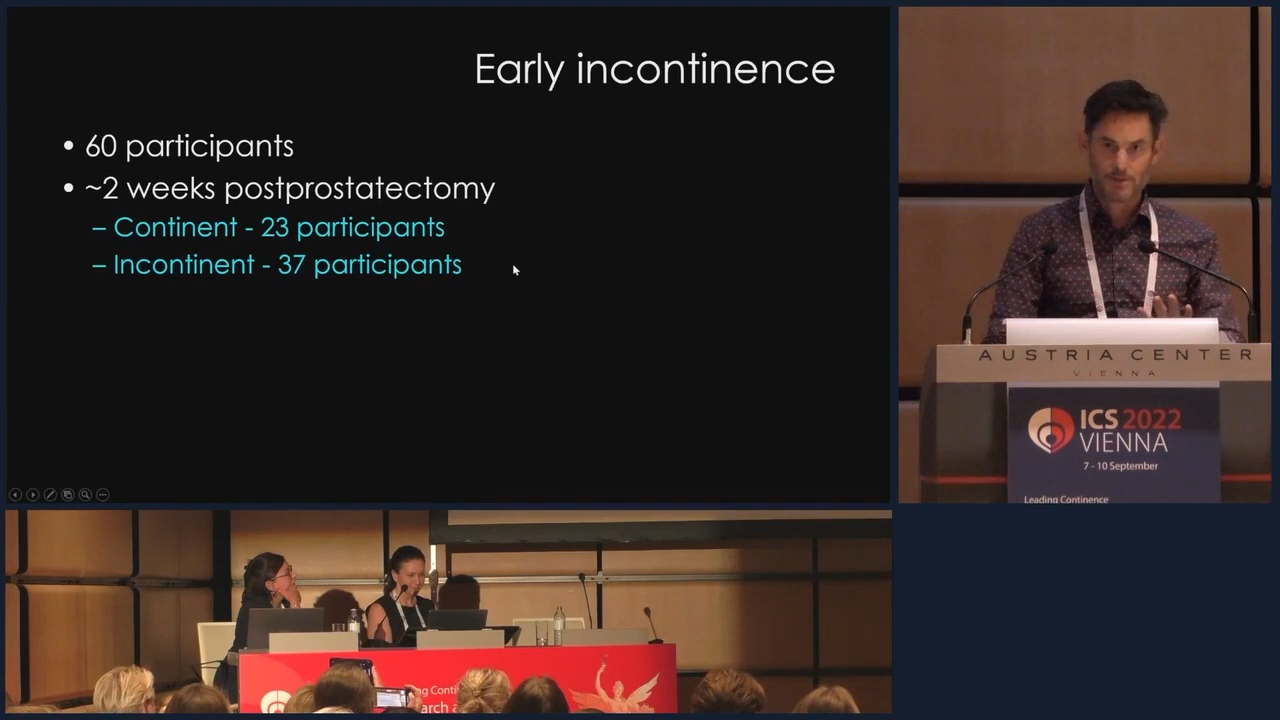 Early incontinence
• 60 participants
• ~2 weeks postprostatectomy
– Continent - 23 participants
– Incontinent - 37 participants
AUSTRIA CENTER
VIENNA
ICS 2022
VIENNA
7 - 10 September
Leading Continence